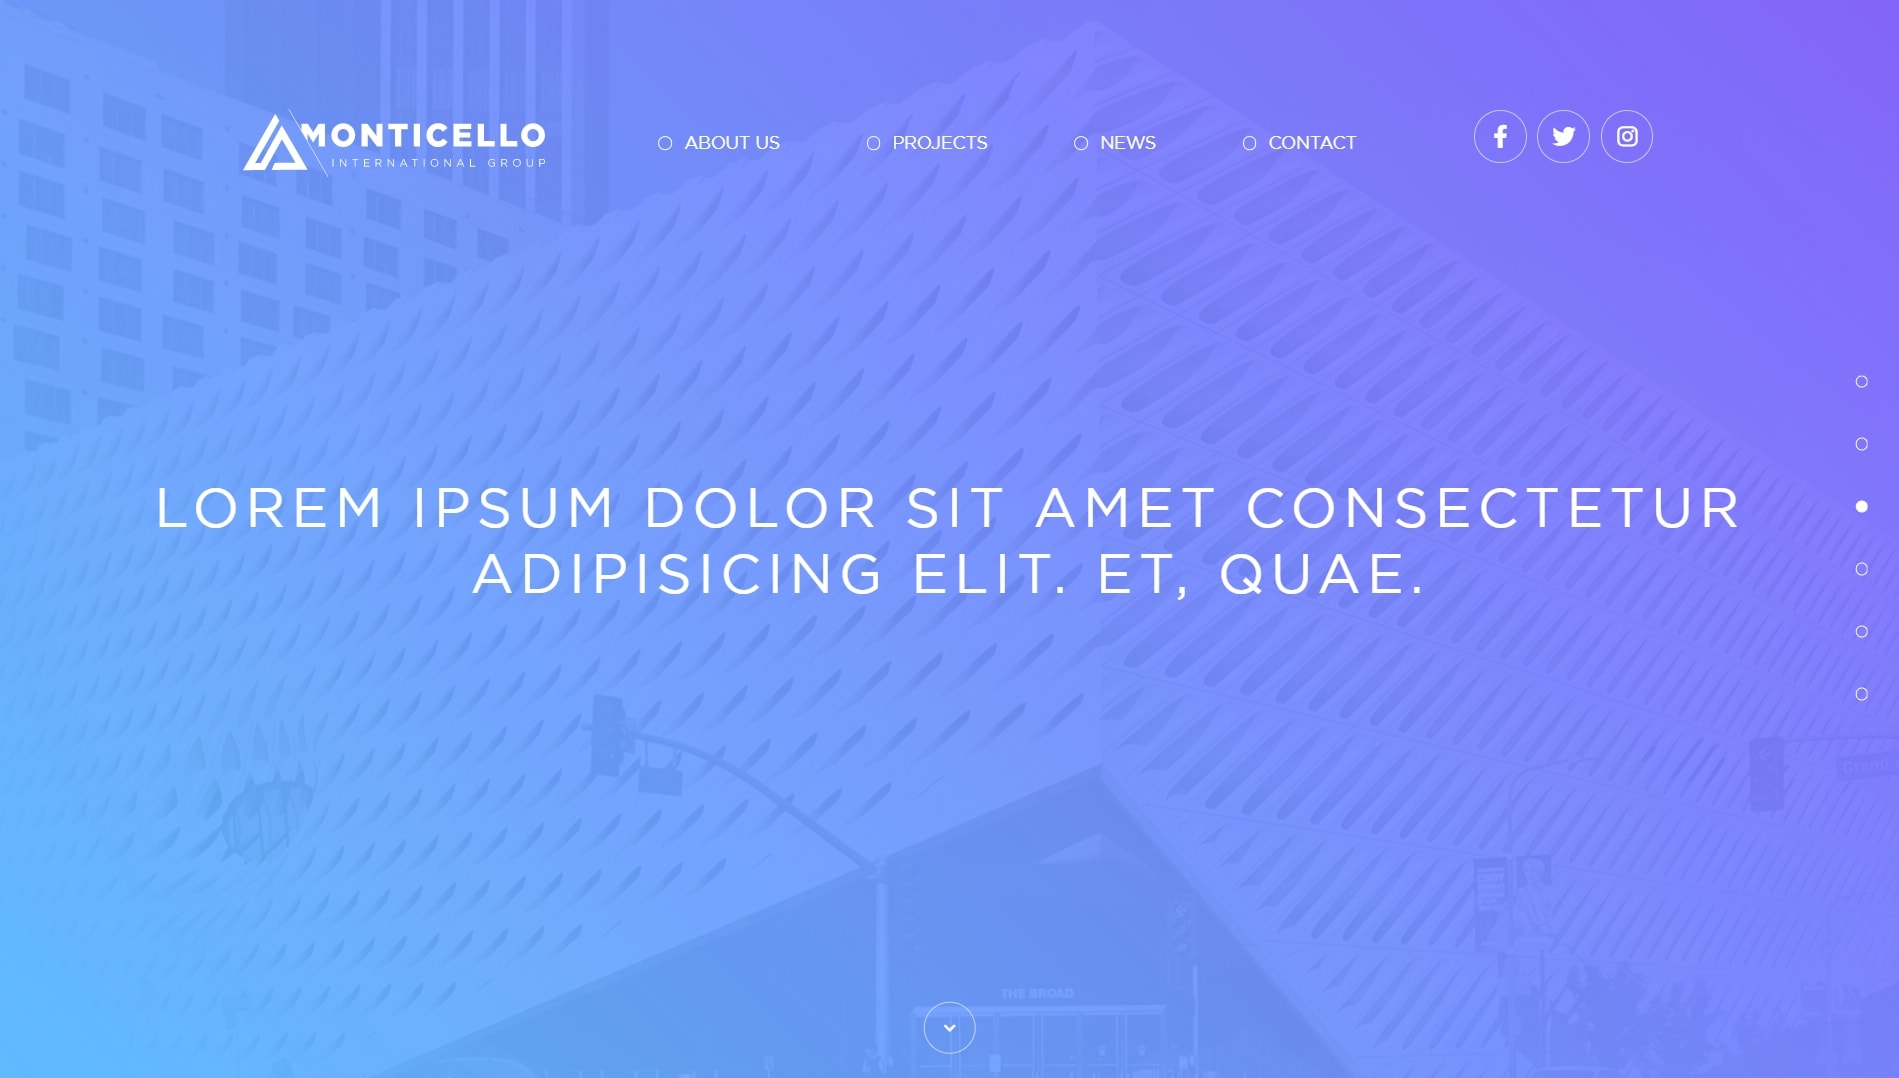 MONTICELLO
INTERNATIONAL GROUP
ABOUT US
PROJECTS
NEWS
CONTACT
LOREM IPSUM DOLOR SIT AMET CONSECTETUR
ADIPISICING ELIT. ET, QUAE.
Grand
THE BROAD